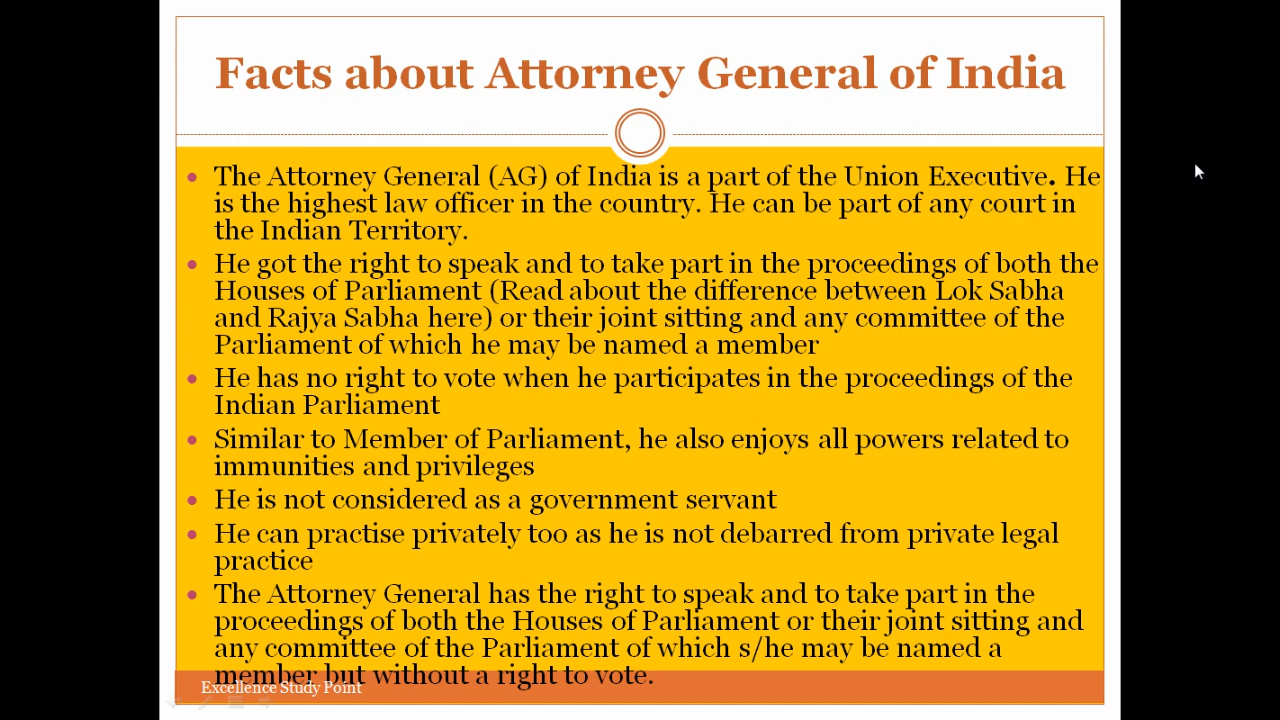 Facts about Attorney General of India
The Attorney General (AG) of India is a part of the Union Executive. He
is the highest law officer in the country. He can be part of any court in
the Indian Territory.
He got the right to speak and to take part in the proceedings of both the
Houses of Parliament (Read about the difference between Lok Sabha
and Rajya Sabha here) or their joint sitting and any committee of the
Parliament of which he may be named a member
He has no right to vote when he participates in the proceedings of the
Indian Parliament
Similar to Member of Parliament, he also enjoys all powers related to
immunities and privileges
He is not considered as a government servant
He can practise privately too as he is not debarred from private legal
practice
The Attorney General has the right to speak and to take part in the
proceedings of both the Houses of Parliament or their joint sitting and
any committee of the Parliament of which s/he may be named a
member but without a right to vote.
Excellence Study Point